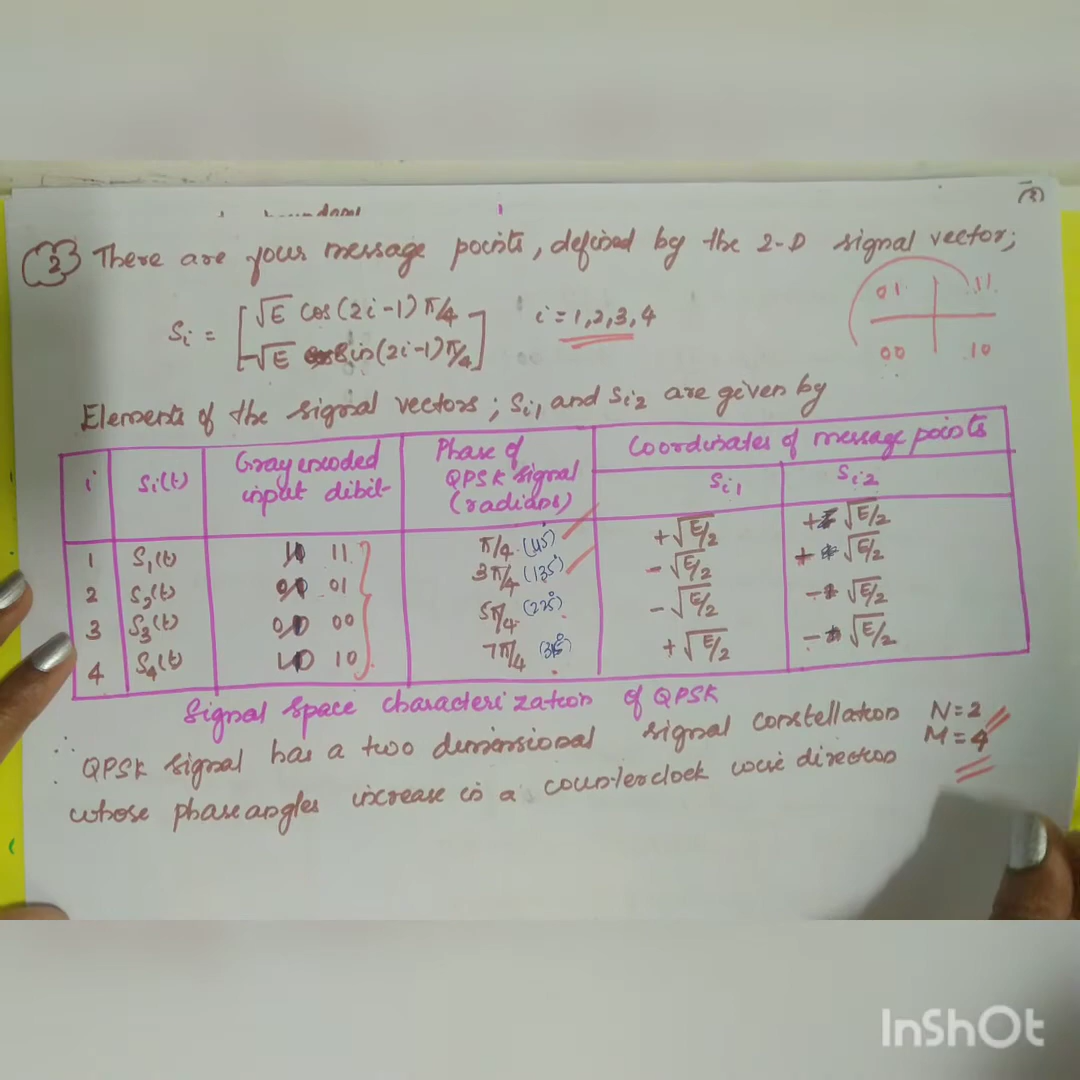 (3)
2 There are four message points, defined by the 2-D signal vector;
Si = [ √E cos(2i-1) π/4
-√E sin(2i-1) π/4 ] i = 1,2,3,4
01 11
00 10
Elements of the signal vectors; Si1 and Si2 are given by
i Si(t) Gray encoded input dibit Phase of QPSK signal (radians) Coordinates of message points
Si1 Si2
1 S1(t) 11 π/4 (45°) +√E/2 +√E/2
2 S2(t) 01 3π/4 (135°) -√E/2 +√E/2
3 S3(t) 00 5π/4 (225°) -√E/2 -√E/2
4 S4(t) 10 7π/4 +√E/2 -√E/2
Signal space characterization of QPSK
∴ QPSK signal has a two dimensional signal constellation N=2
M=4
whose phase angles increase in a counterclock wise direction
InShOt